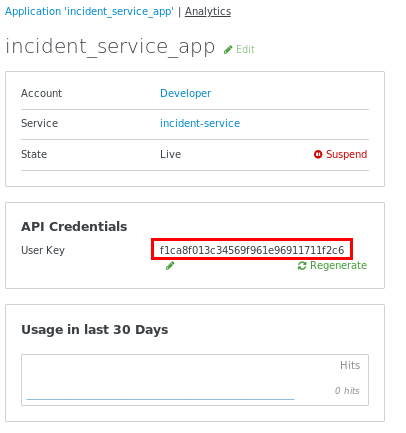 Application 'incident_service_app' | Analytics
incident_service_app Edit
Account Developer
Service incident-service
State Live Suspend
API Credentials
User Key f1ca8f013c34569f961e96911711f2c6
Regenerate
Usage in last 30 Days
Hits
0 hits